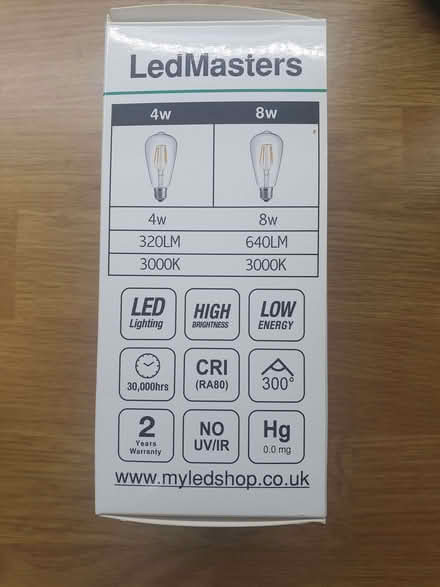 LedMasters
4w 8w
4w 8w
320LM 640LM
3000K 3000K
LED Lighting
HIGH BRIGHTNESS
LOW ENERGY
30,000hrs
CRI (RA80)
300°
2 Years Warranty
NO UV/IR
Hg 0.0 mg
www.myledshop.co.uk